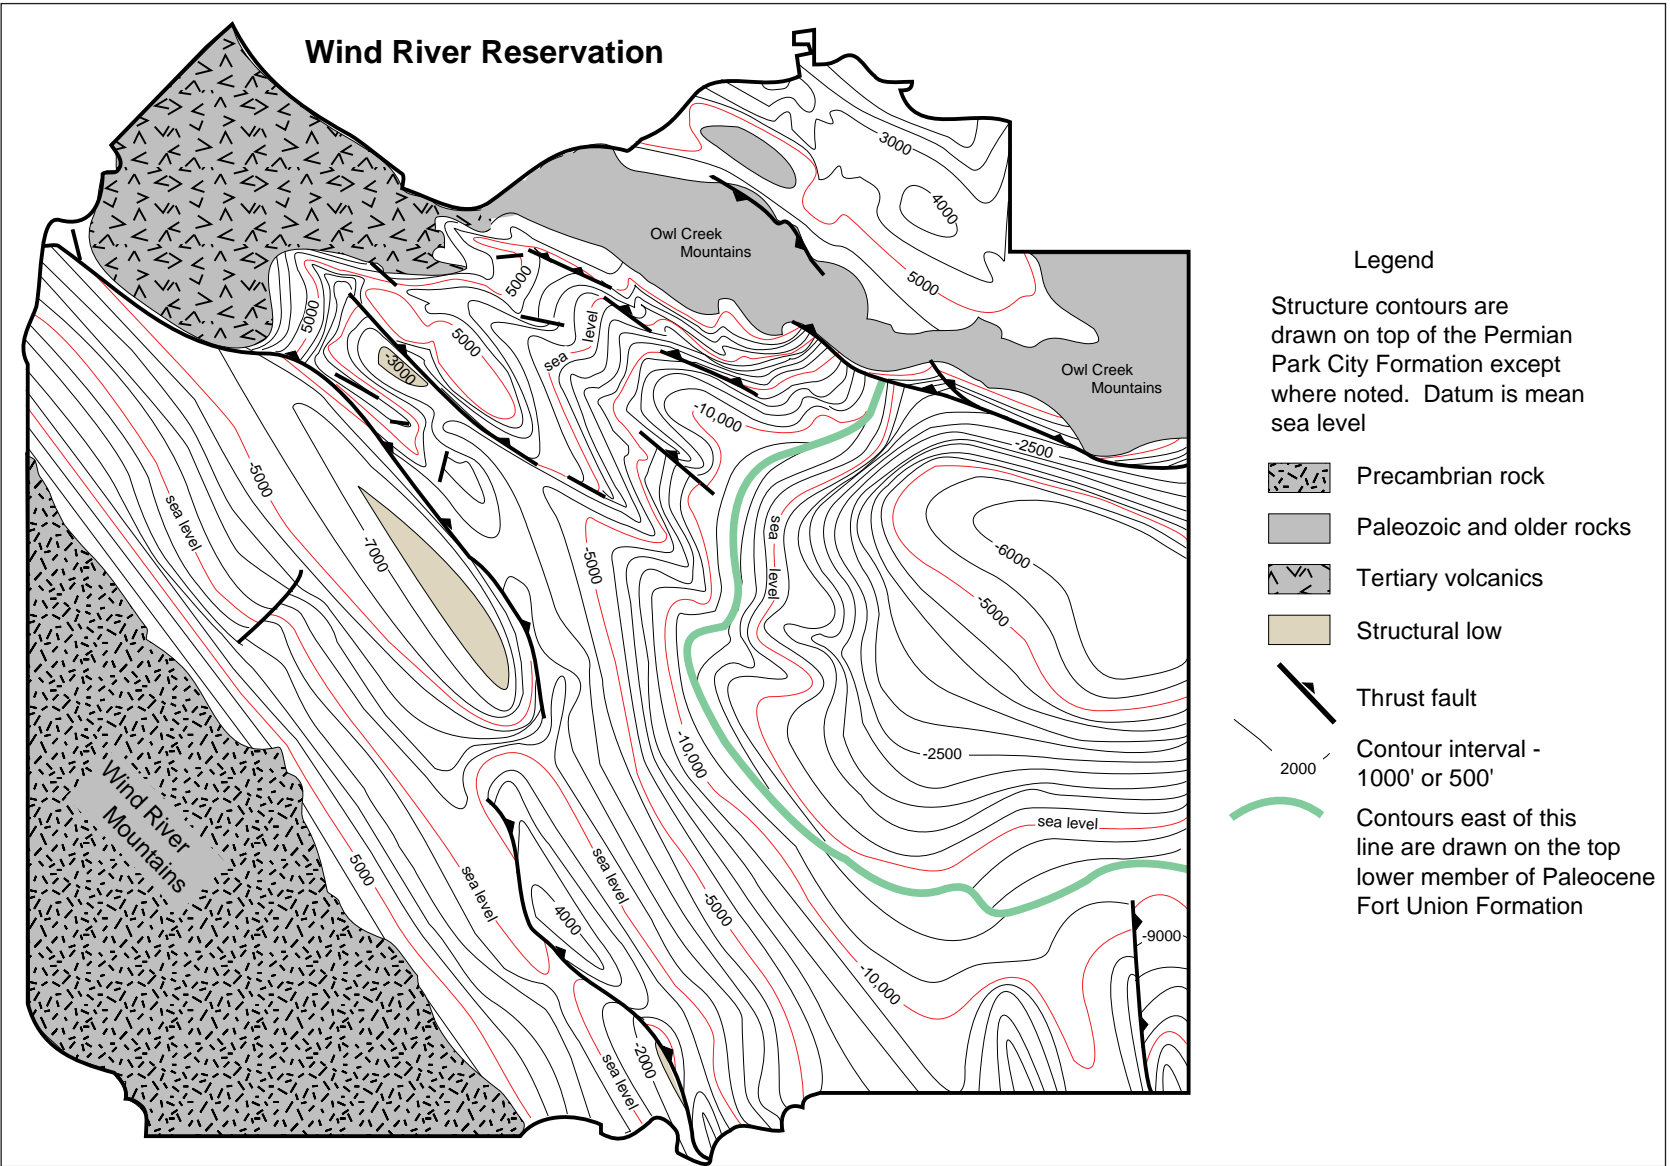 Wind River Reservation
3000
4000
5000
Owl Creek
Mountains
5000
5000
5000
sea level
-3000
Owl Creek
Mountains
-10,000
-2500
-5000
sea level
-7000
-5000
sea level
-6000
-5000
-10,000
-2500
sea level
Wind River
Mountains
5000
sea level
sea level
4000
-5000
-9000
-10,000
-2000
sea level
Legend
Structure contours are
drawn on top of the Permian
Park City Formation except
where noted. Datum is mean
sea level
Precambrian rock
Paleozoic and older rocks
Tertiary volcanics
Structural low
Thrust fault
2000
Contour interval -
1000' or 500'
Contours east of this
line are drawn on the top
lower member of Paleocene
Fort Union Formation